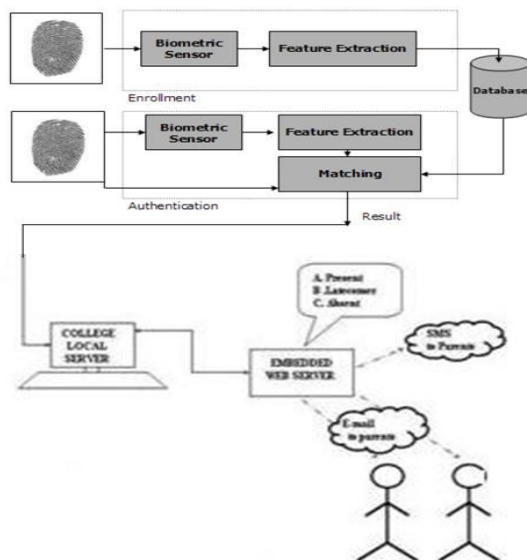 Biometric
Sensor
Feature Extraction
Database
Enrollment
Biometric
Sensor
Feature Extraction
Matching
Authentication
Result
A. Present
B. Latecomer
C. Absent
COLLEGE
LOCAL
SERVER
EMBEDDED
WEB SERVER
SMS
to Parents
E-mail
to parents